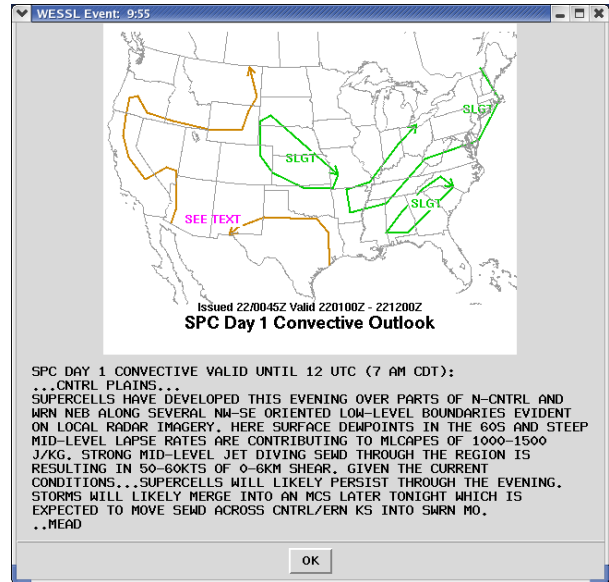 WESSL Event: 9:55
SLGT
SLGT
SLGT
SEE TEXT
Issued 22/0045Z Valid 220100Z - 221200Z
SPC Day 1 Convective Outlook
SPC DAY 1 CONVECTIVE VALID UNTIL 12 UTC (7 AM CDT):
...CNTRL PLAINS...
SUPERCELLS HAVE DEVELOPED THIS EVENING OVER PARTS OF N-CNTRL AND
WRN NEB ALONG SEVERAL NW-SE ORIENTED LOW-LEVEL BOUNDARIES EVIDENT
ON LOCAL RADAR IMAGERY. HERE SURFACE DEWPOINTS IN THE 60S AND STEEP
MID-LEVEL LAPSE RATES ARE CONTRIBUTING TO MLCAPES OF 1000-1500
J/KG. STRONG MID-LEVEL JET DIVING SEWD THROUGH THE REGION IS
RESULTING IN 50-60KTS OF 0-6KM SHEAR. GIVEN THE CURRENT
CONDITIONS...SUPERCELLS WILL LIKELY PERSIST THROUGH THE EVENING.
STORMS WILL LIKELY MERGE INTO AN MCS LATER TONIGHT WHICH IS
EXPECTED TO MOVE SEWD ACROSS CNTRL/ERN KS INTO SWRN MO.
..MEAD
OK